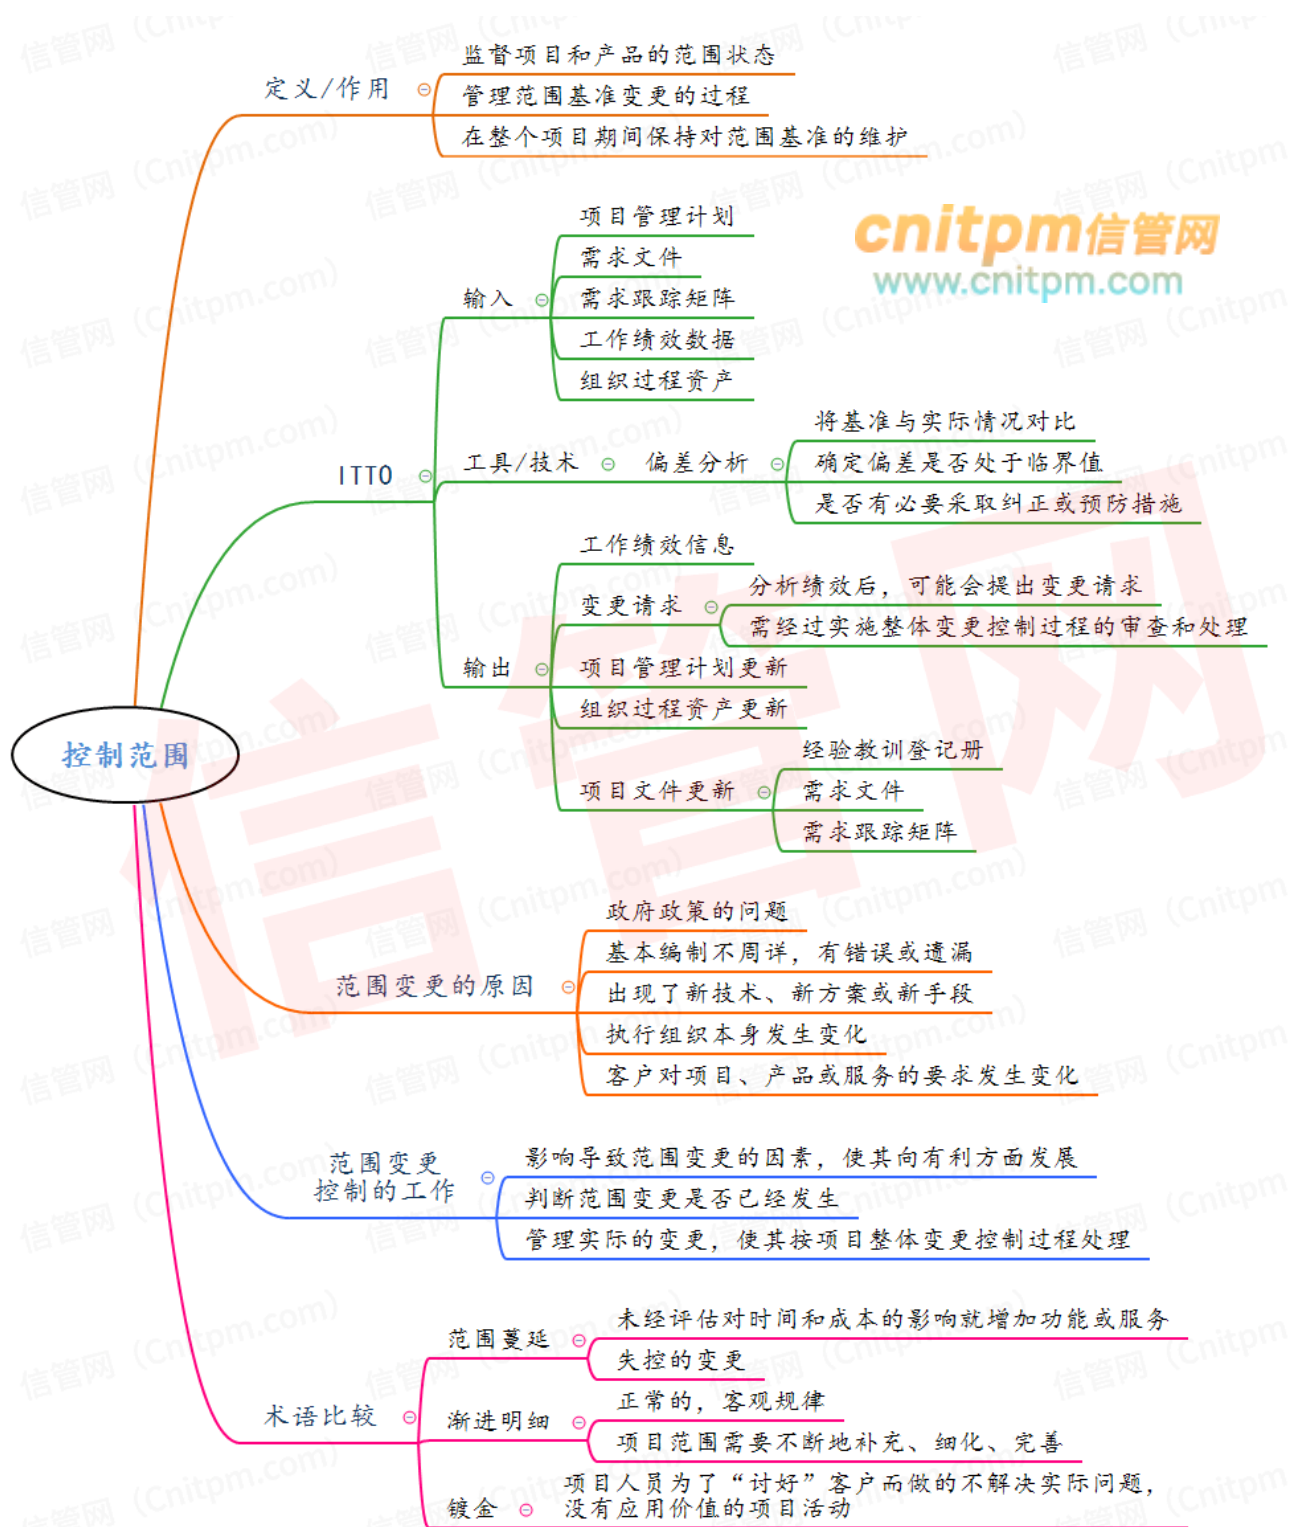 监督项目和产品的范围状态
定义/作用
管理范围基准变更的过程
在整个项目期间保持对范围基准的维护
cnitpm信管网
www.cnitpm.com
项目管理计划
需求文件
输入
需求跟踪矩阵
工作绩效数据
组织过程资产
将基准与实际情况对比
ITTO
工具/技术
偏差分析
确定偏差是否处于临界值
是否有必要采取纠正或预防措施
工作绩效信息
分析绩效后，可能会提出变更请求
变更请求
需经过实施整体变更控制过程的审查和处理
输出
项目管理计划更新
组织过程资产更新
经验教训登记册
项目文件更新
需求文件
需求跟踪矩阵
控制范围
政府政策的问题
基本编制不周详，有错误或遗漏
范围变更的原因
出现了新技术、新方案或新手段
执行组织本身发生变化
客户对项目、产品或服务的要求发生变化
范围变更
控制的工作
影响导致范围变更的因素，使其向有利方面发展
判断范围变更是否已经发生
管理实际的变更，使其按项目整体变更控制过程处理
未经评估对时间和成本的影响就增加功能或服务
范围蔓延
失控的变更
术语比较
正常的，客观规律
渐进明细
项目范围需要不断地补充、细化、完善
项目人员为了“讨好”客户而做的不解决实际问题，
没有应用价值的项目活动
镀金
信管网
信管网（Cnitpm.com）